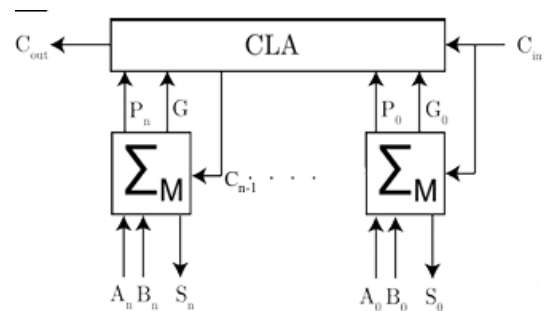 C_out CLA C_in
P_n G P_0 G_0
Σ_M C_n-1 . . . . Σ_M
A_n B_n S_n A_0 B_0 S_0